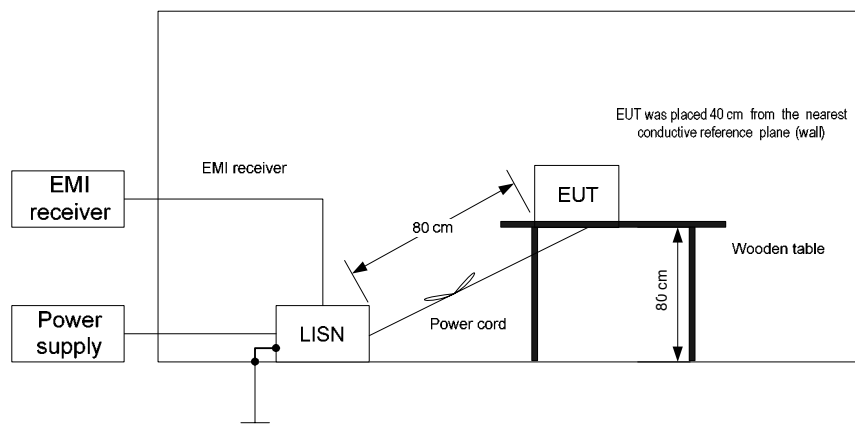 EUT was placed 40 cm from the nearest
conductive reference plane (wall)
EMI receiver
EMI
receiver
EUT
80 cm
Wooden table
80 cm
Power
supply
LISN
Power cord